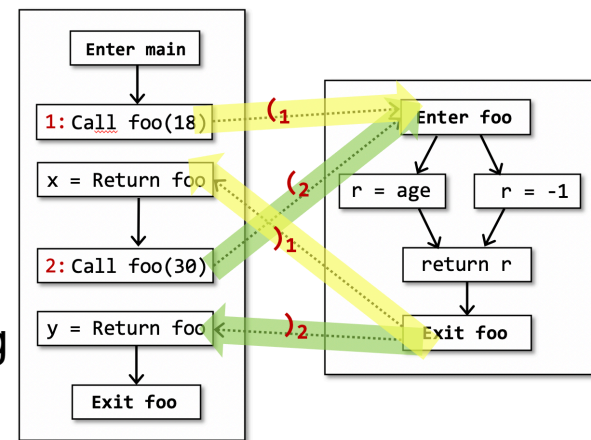 Enter main
1: Call foo(18)
x = Return foo
2: Call foo(30)
y = Return foo
Exit foo
(1
(2
)1
)2
Enter foo
r = age
r = -1
return r
Exit foo
g